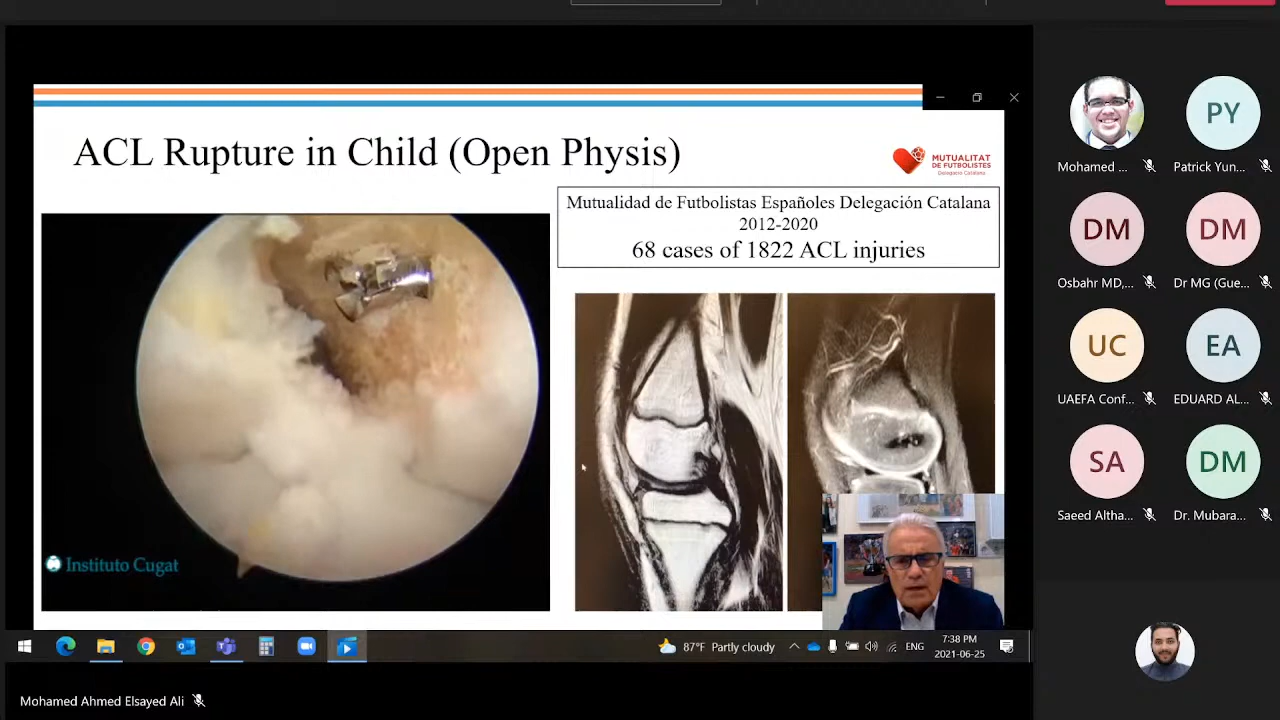 ACL Rupture in Child (Open Physis)
MUTUALITAT
DE FUTBOLISTES
Delegació Catalana
Mutualidad de Futbolistas Españoles Delegación Catalana
2012-2020
68 cases of 1822 ACL injuries
Instituto Cugat
87°F Partly cloudy
ENG
7:38 PM
2021-06-25
Mohamed Ahmed Elsayed Ali
Mohamed ...
PY
Patrick Yun...
DM
Osbahr MD,...
DM
Dr MG (Gue...
UC
UAEFA Conf...
EA
EDUARD AL...
SA
Saeed Altha...
DM
Dr. Mubara...